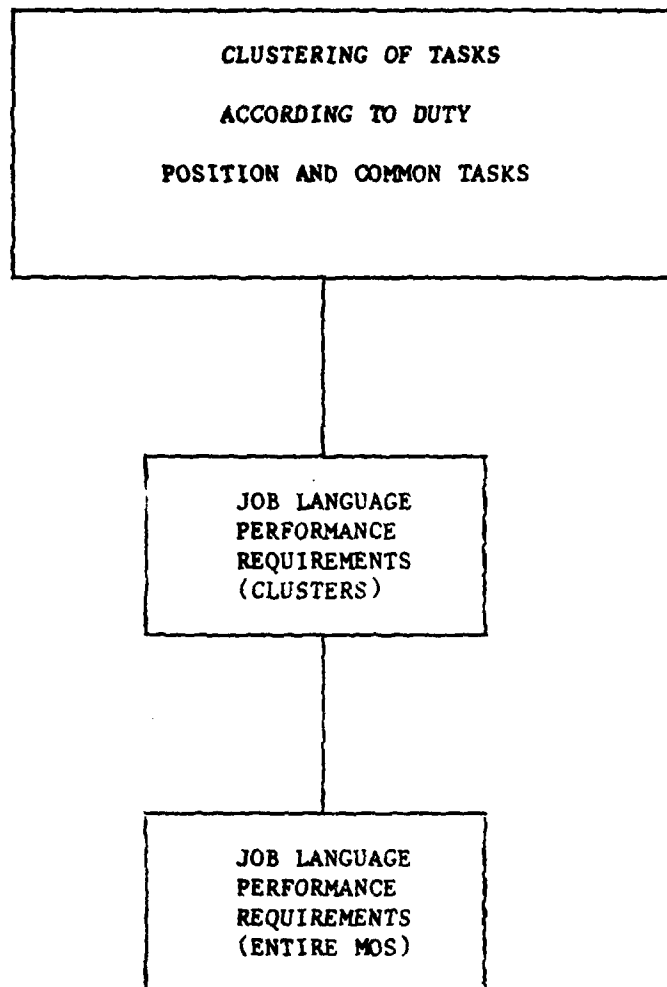 CLUSTERING OF TASKS
ACCORDING TO DUTY
POSITION AND COMMON TASKS
JOB LANGUAGE
PERFORMANCE
REQUIREMENTS
(CLUSTERS)
JOB LANGUAGE
PERFORMANCE
REQUIREMENTS
(ENTIRE MOS)